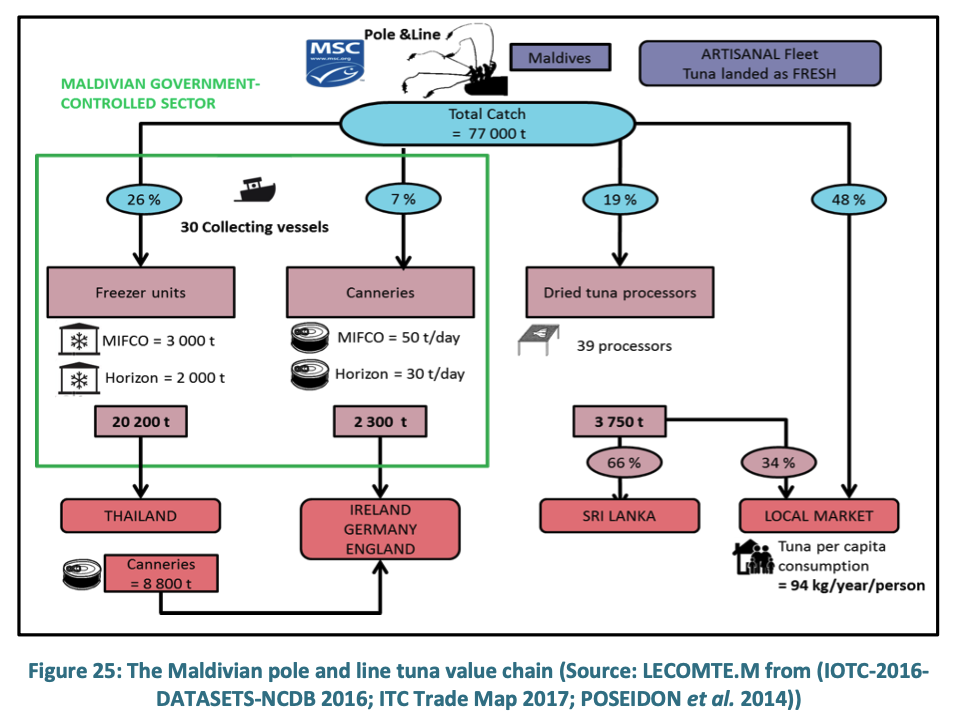 Pole &Line
MSC
www.msc.org
Maldives
ARTISANAL Fleet
Tuna landed as FRESH
MALDIVIAN GOVERNMENT-
CONTROLLED SECTOR
Total Catch
= 77 000 t
26 %
7 %
19 %
48 %
30 Collecting vessels
Freezer units
Canneries
Dried tuna processors
MIFCO = 3 000 t
MIFCO = 50 t/day
39 processors
Horizon = 2 000 t
Horizon = 30 t/day
20 200 t
2 300 t
3 750 t
66 %
34 %
THAILAND
IRELAND
GERMANY
ENGLAND
SRI LANKA
LOCAL MARKET
Canneries
= 8 800 t
Tuna per capita
consumption
= 94 kg/year/person
Figure 25: The Maldivian pole and line tuna value chain (Source: LECOMTE.M from (IOTC-2016-
DATASETS-NCDB 2016; ITC Trade Map 2017; POSEIDON et al. 2014))